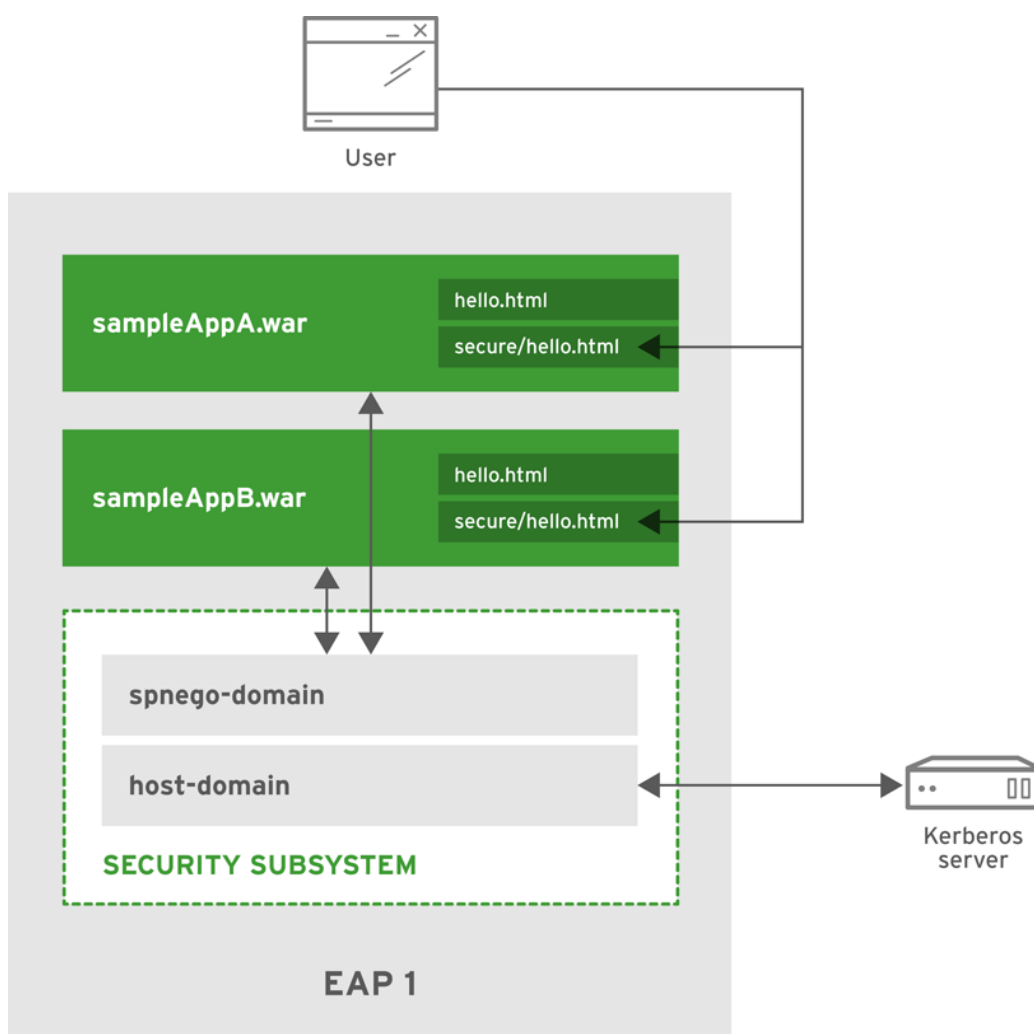 User
sampleAppA.war
hello.html
secure/hello.html
sampleAppB.war
hello.html
secure/hello.html
spnego-domain
host-domain
SECURITY SUBSYSTEM
Kerberos
server
EAP 1